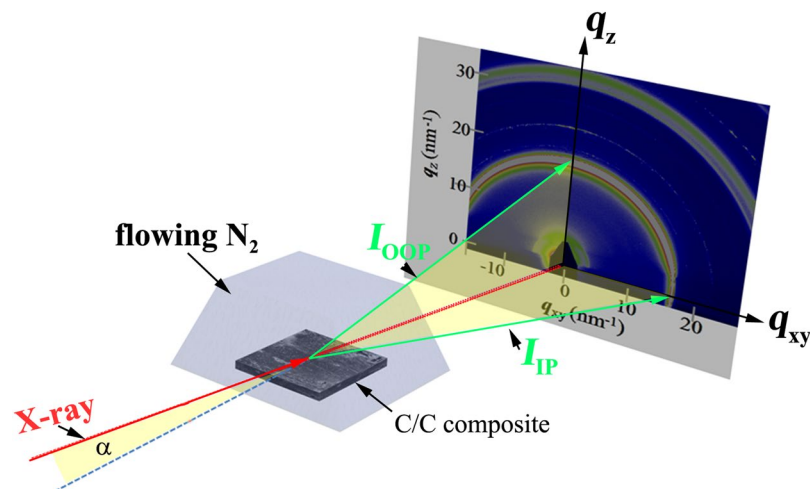 q_z
30
20
10
0
q_z (nm⁻¹)
flowing N₂
I_OOP
-10
0
10
20
q_xy (nm⁻¹)
q_xy
I_IP
X-ray
α
C/C composite